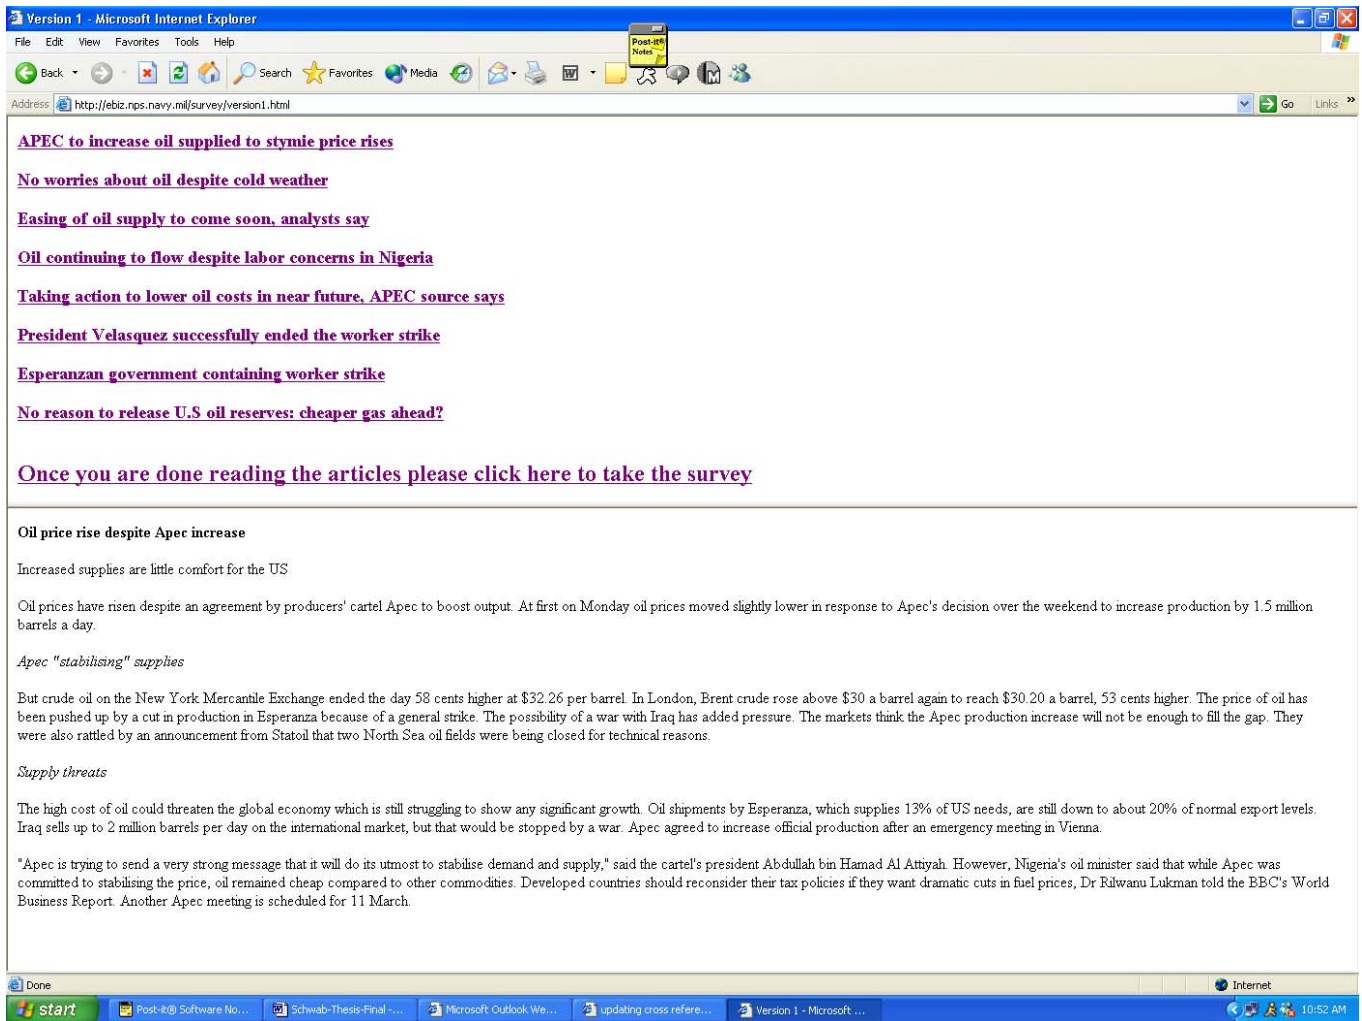 Version 1 - Microsoft Internet Explorer
File Edit View Favorites Tools Help
Post-it®
Notes
Back Search Favorites Media
Address http://ebiz.nps.navy.mil/survey/version1.html Go Links »
APEC to increase oil supplied to stymie price rises
No worries about oil despite cold weather
Easing of oil supply to come soon, analysts say
Oil continuing to flow despite labor concerns in Nigeria
Taking action to lower oil costs in near future, APEC source says
President Velasquez successfully ended the worker strike
Esperanzan government containing worker strike
No reason to release U.S oil reserves: cheaper gas ahead?
Once you are done reading the articles please click here to take the survey
Oil price rise despite Apec increase
Increased supplies are little comfort for the US
Oil prices have risen despite an agreement by producers' cartel Apec to boost output. At first on Monday oil prices moved slightly lower in response to Apec's decision over the weekend to increase production by 1.5 million
barrels a day.
Apec "stabilising" supplies
But crude oil on the New York Mercantile Exchange ended the day 58 cents higher at $32.26 per barrel. In London, Brent crude rose above $30 a barrel again to reach $30.20 a barrel, 53 cents higher. The price of oil has
been pushed up by a cut in production in Esperanza because of a general strike. The possibility of a war with Iraq has added pressure. The markets think the Apec production increase will not be enough to fill the gap. They
were also rattled by an announcement from Statoil that two North Sea oil fields were being closed for technical reasons.
Supply threats
The high cost of oil could threaten the global economy which is still struggling to show any significant growth. Oil shipments by Esperanza, which supplies 13% of US needs, are still down to about 20% of normal export levels.
Iraq sells up to 2 million barrels per day on the international market, but that would be stopped by a war. Apec agreed to increase official production after an emergency meeting in Vienna.
"Apec is trying to send a very strong message that it will do its utmost to stabilise demand and supply," said the cartel's president Abdullah bin Hamad Al Attiyah. However, Nigeria's oil minister said that while Apec was
committed to stabilising the price, oil remained cheap compared to other commodities. Developed countries should reconsider their tax policies if they want dramatic cuts in fuel prices, Dr Rilwanu Lukman told the BBC's World
Business Report. Another Apec meeting is scheduled for 11 March.
Done Internet
start Post-it® Software No... Schwab-Thesis-Final -... Microsoft Outlook We... updating cross refere... Version 1 - Microsoft ... 10:52 AM